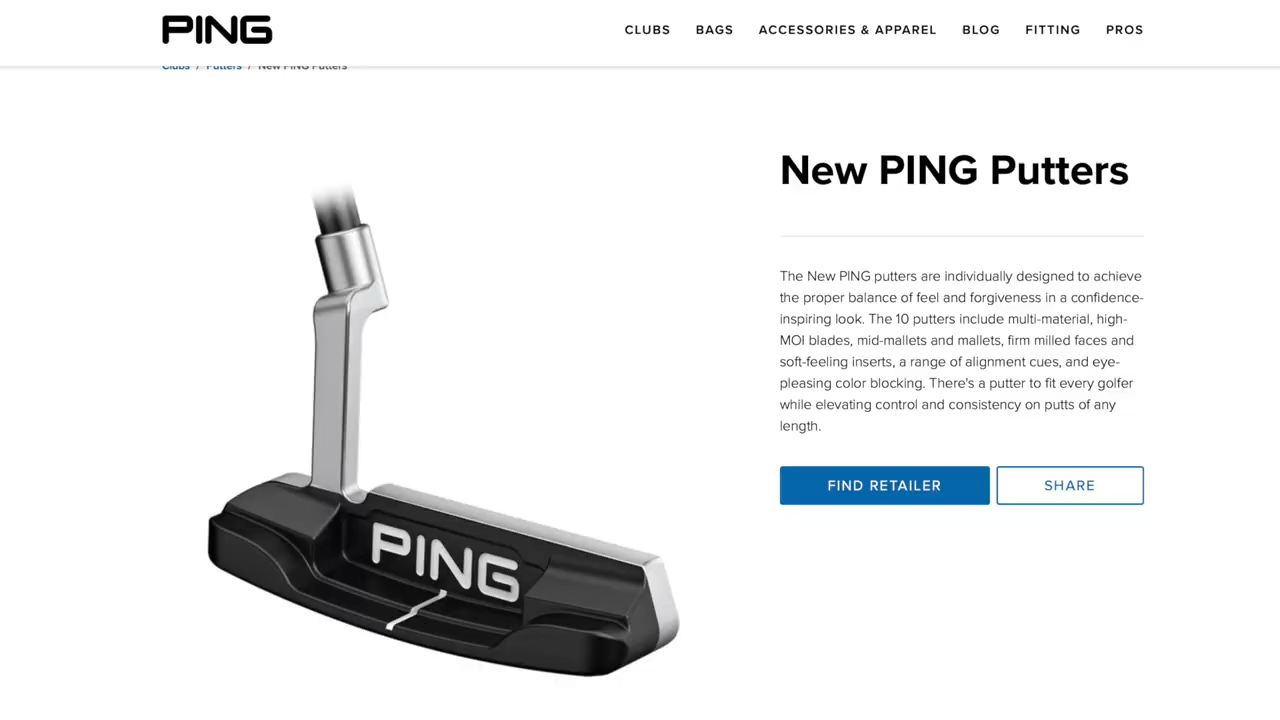 PING
CLUBS BAGS ACCESSORIES & APPAREL BLOG FITTING PROS
Clubs / Putters / New PING Putters
New PING Putters
The New PING putters are individually designed to achieve
the proper balance of feel and forgiveness in a confidence-
inspiring look. The 10 putters include multi-material, high-
MOI blades, mid-mallets and mallets, firm milled faces and
soft-feeling inserts, a range of alignment cues, and eye-
pleasing color blocking. There's a putter to fit every golfer
while elevating control and consistency on putts of any
length.
FIND RETAILER SHARE
PING